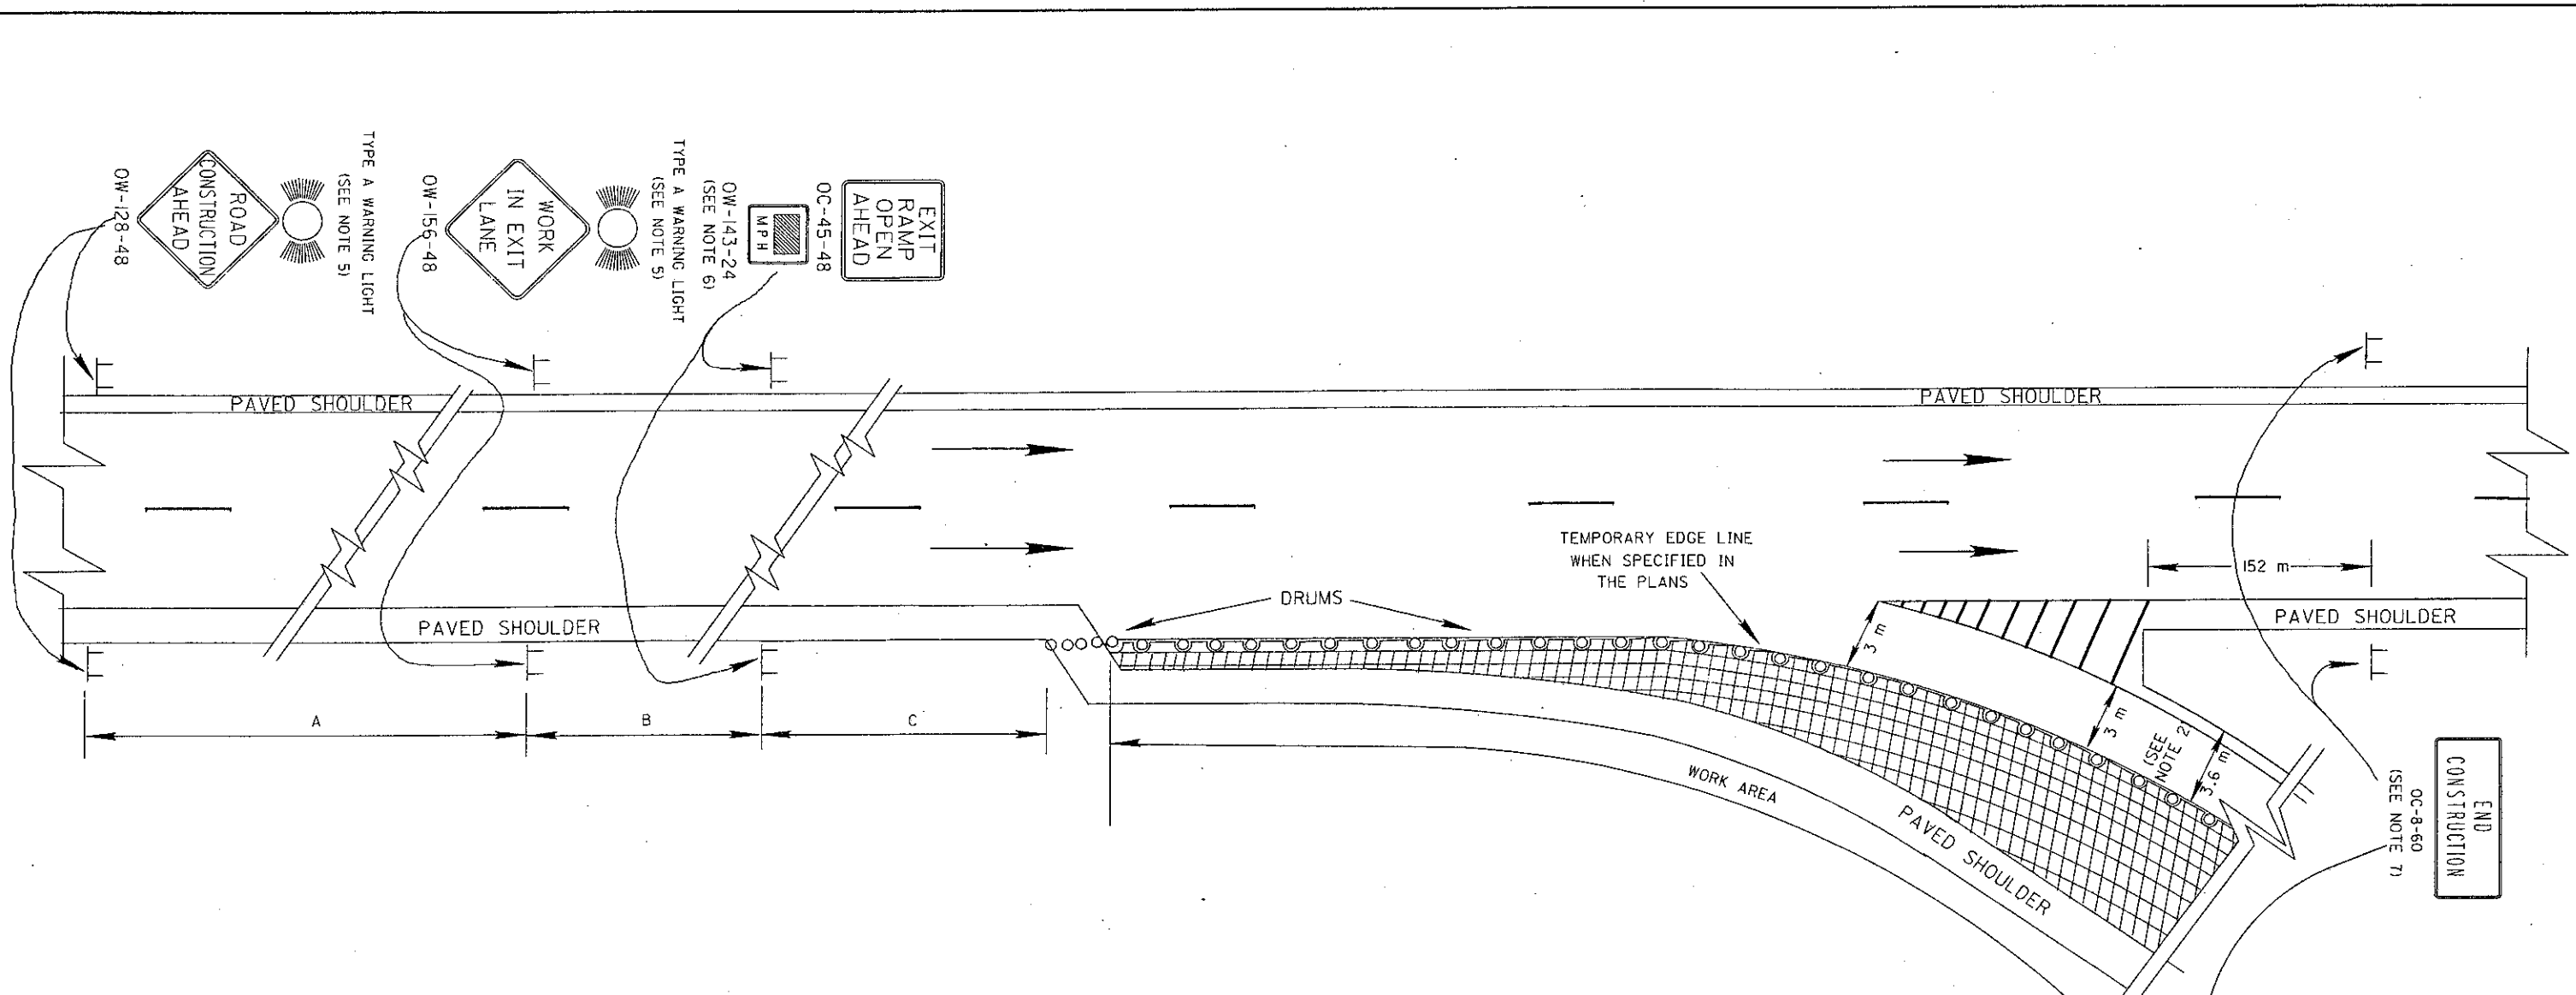 TYPE A WARNING LIGHT
(SEE NOTE 5)
ROAD
CONSTRUCTION
AHEAD
OW-128-48
TYPE A WARNING LIGHT
(SEE NOTE 5)
WORK
IN EXIT
LANE
OW-156-48
EXIT
RAMP
OPEN
AHEAD
OC-45-48
MPH
OW-143-24
(SEE NOTE 6)
PAVED SHOULDER
PAVED SHOULDER
TEMPORARY EDGE LINE
WHEN SPECIFIED IN
THE PLANS
152 m
DRUMS
PAVED SHOULDER
PAVED SHOULDER
3 m
3 m
(SEE
NOTE 2)
3.6 m
A
B
C
WORK AREA
PAVED SHOULDER
END
CONSTRUCTION
OC-8-60
(SEE NOTE 7)